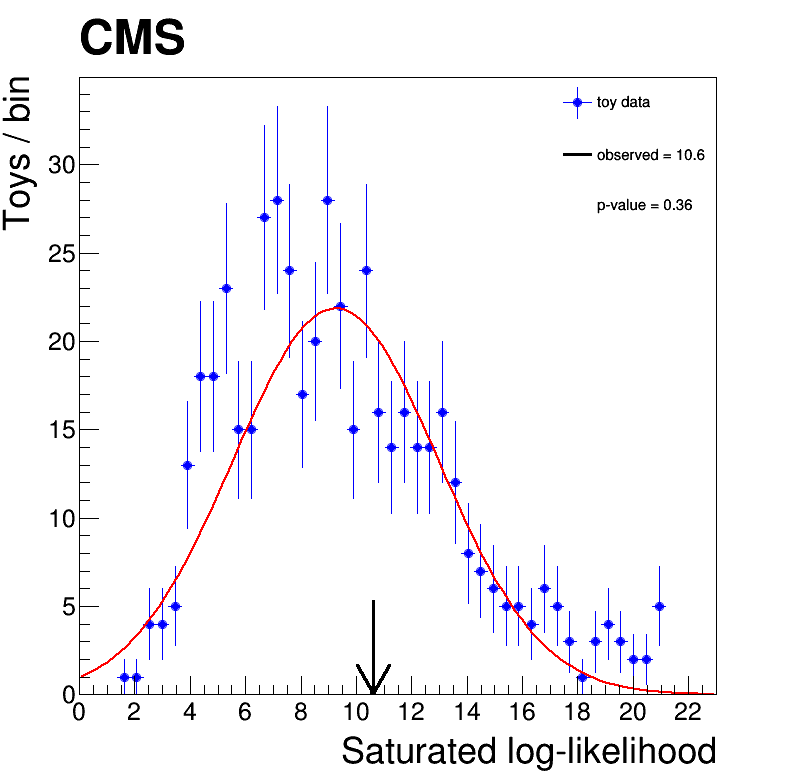 CMS
Toys / bin
toy data
observed = 10.6
p-value = 0.36
30
25
20
15
10
5
0
0 2 4 6 8 10 12 14 16 18 20 22
Saturated log-likelihood